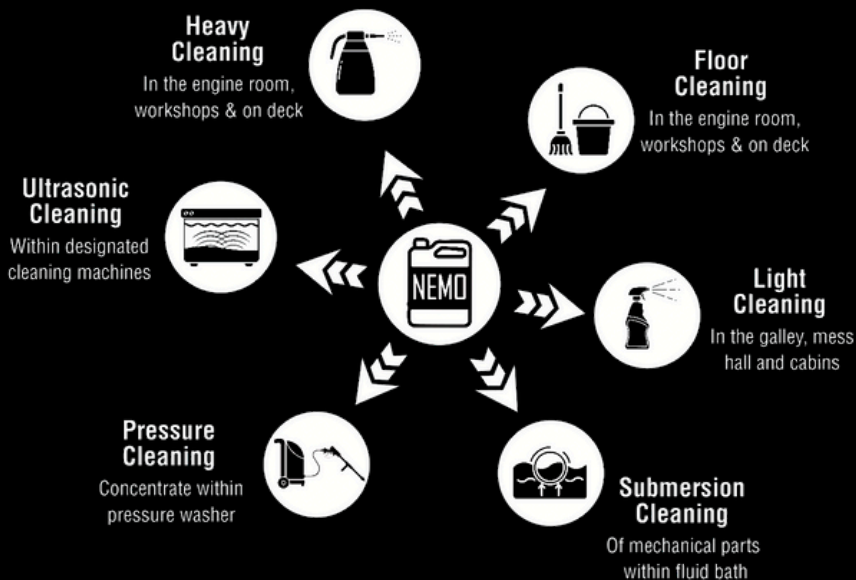 Heavy
Cleaning
In the engine room,
workshops & on deck
Floor
Cleaning
In the engine room,
workshops & on deck
Ultrasonic
Cleaning
Within designated
cleaning machines
NEMO
Light
Cleaning
In the galley, mess
hall and cabins
Pressure
Cleaning
Concentrate within
pressure washer
Submersion
Cleaning
Of mechanical parts
within fluid bath